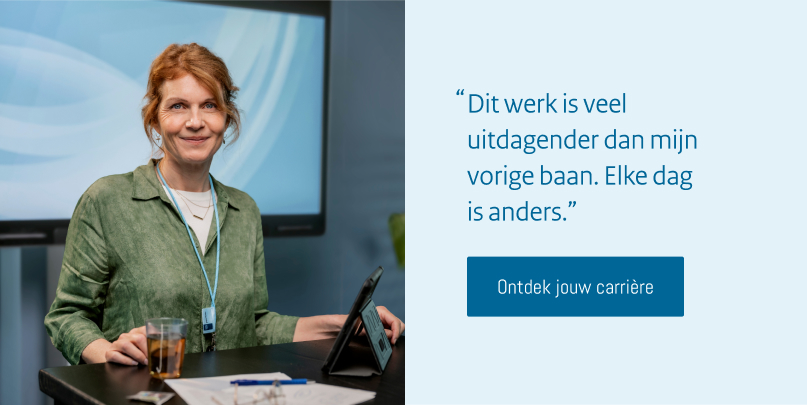 “Dit werk is veel
uitdagender dan mijn
vorige baan. Elke dag
is anders.”
Ontdek jouw carrière